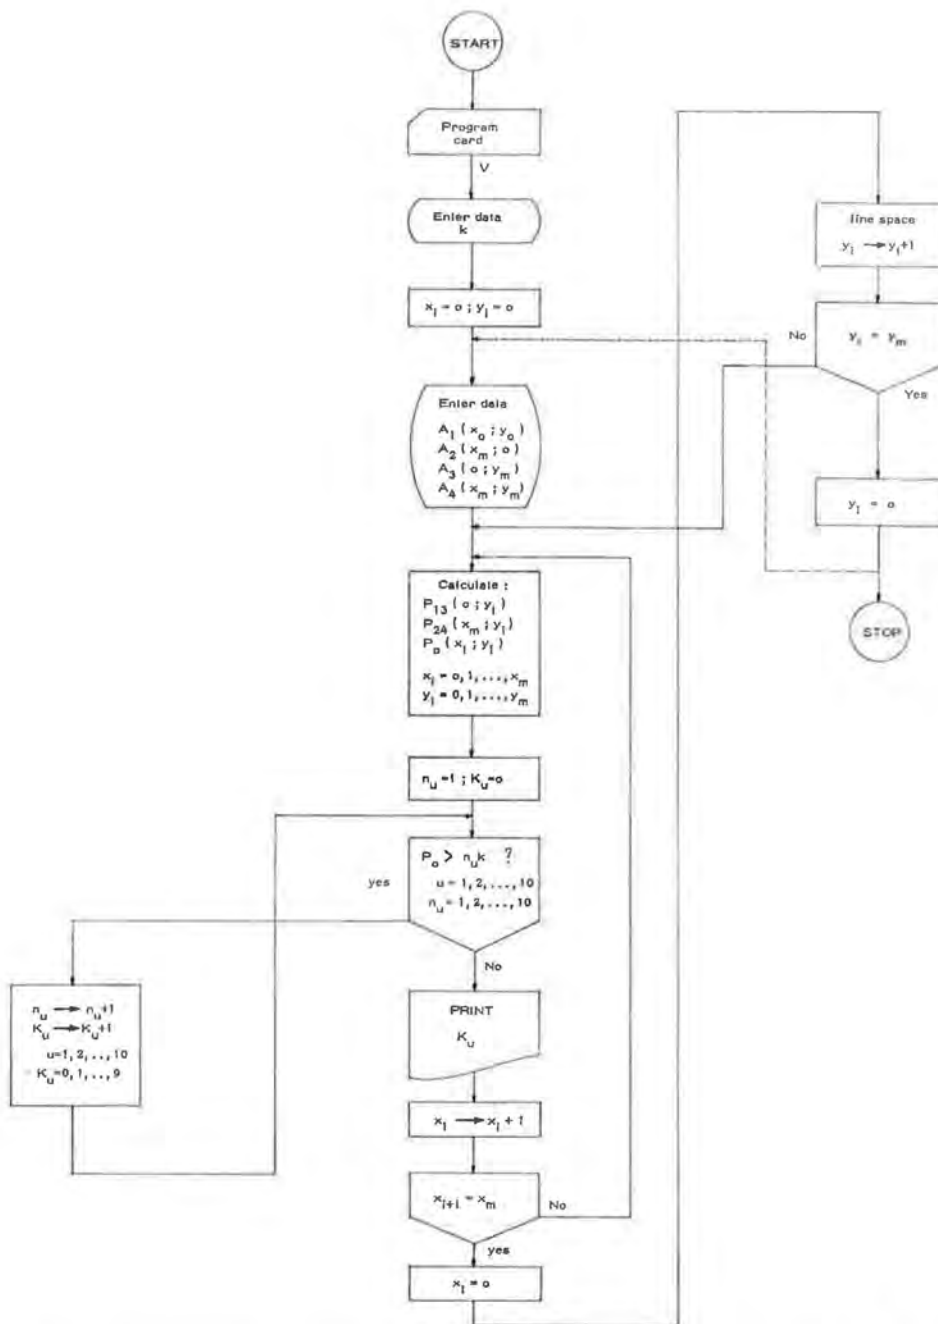 START
Program
card
V
Enter data
k
x_i = o ; y_i = o
Enter data
A_1 ( x_o ; y_o )
A_2 ( x_m ; o )
A_3 ( o ; y_m )
A_4 ( x_m ; y_m )
Calculate :
P_13 ( o ; y_i )
P_24 ( x_m ; y_i )
P_o ( x_i ; y_i )
x_i = o, 1, . . . , x_m
y_i = 0, 1, . . . , y_m
n_u =1 ; K_u =o
P_o > n_u k ?
u = 1, 2, . . . , 10
n_u = 1, 2, . . . , 10
yes
No
n_u → n_u +1
K_u → K_u +1
u=1, 2, . . , 10
K_u =0, 1, . . , 9
PRINT
K_u
x_i → x_i + 1
x_i+i = x_m
No
yes
x_i = o
line space
y_i → y_i +1
No
y_i = y_m
Yes
y_i = o
STOP